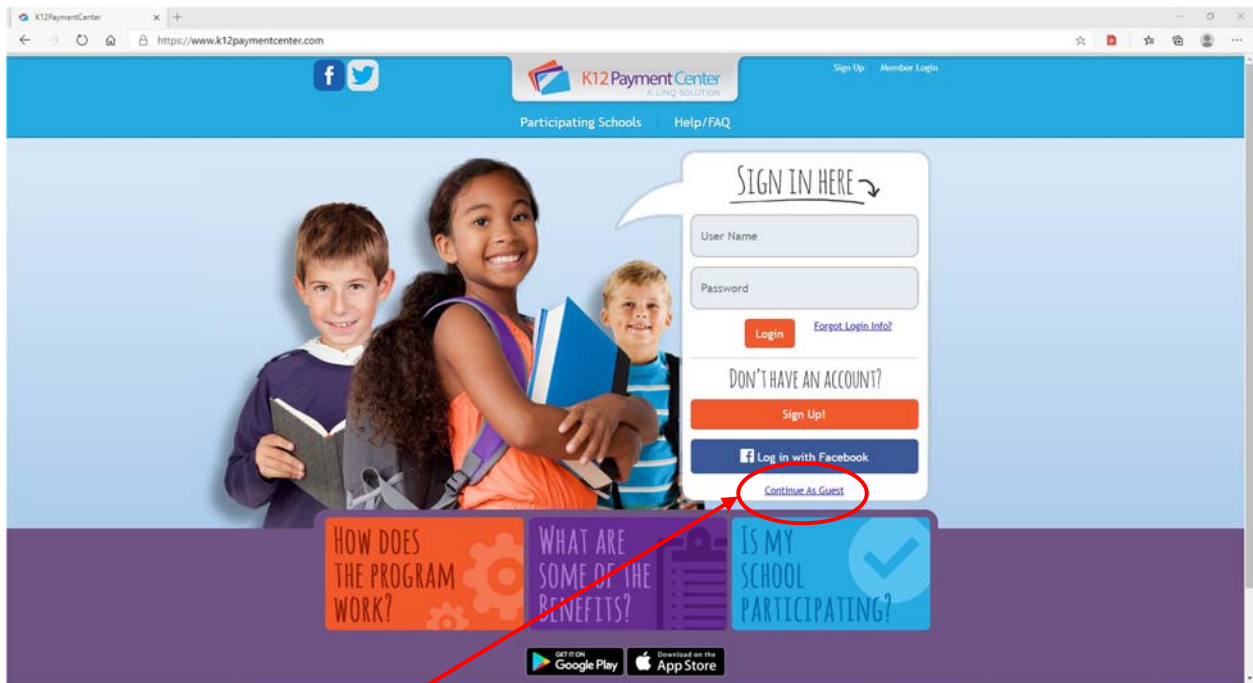 K12PaymentCenter
https://www.k12paymentcenter.com
K12 Payment Center
A LINQ SOLUTION
Sign Up
Member Login
Participating Schools
Help/FAQ
SIGN IN HERE
User Name
Password
Login
Forgot Login Info?
DON'T HAVE AN ACCOUNT?
Sign Up!
Log in with Facebook
Continue As Guest
HOW DOES
THE PROGRAM
WORK?
WHAT ARE
SOME OF THE
BENEFITS?
IS MY
SCHOOL
PARTICIPATING?
GET IT ON
Google Play
Download on the
App Store